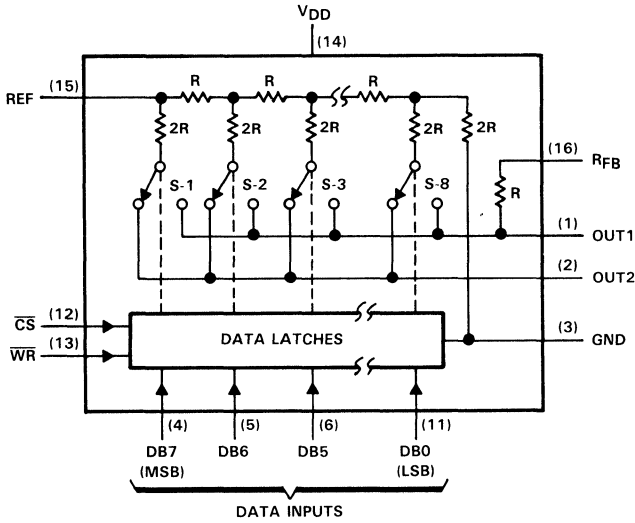 VDD
(14)
(15)
REF
R R R
2R 2R 2R 2R 2R
(16)
RFB
R
S-1 S-2 S-3 S-8
(1)
OUT1
(2)
OUT2
(12)
CS
(13)
WR
DATA LATCHES
(3)
GND
(4) (5) (6) (11)
DB7 DB6 DB5 DB0
(MSB) (LSB)
DATA INPUTS